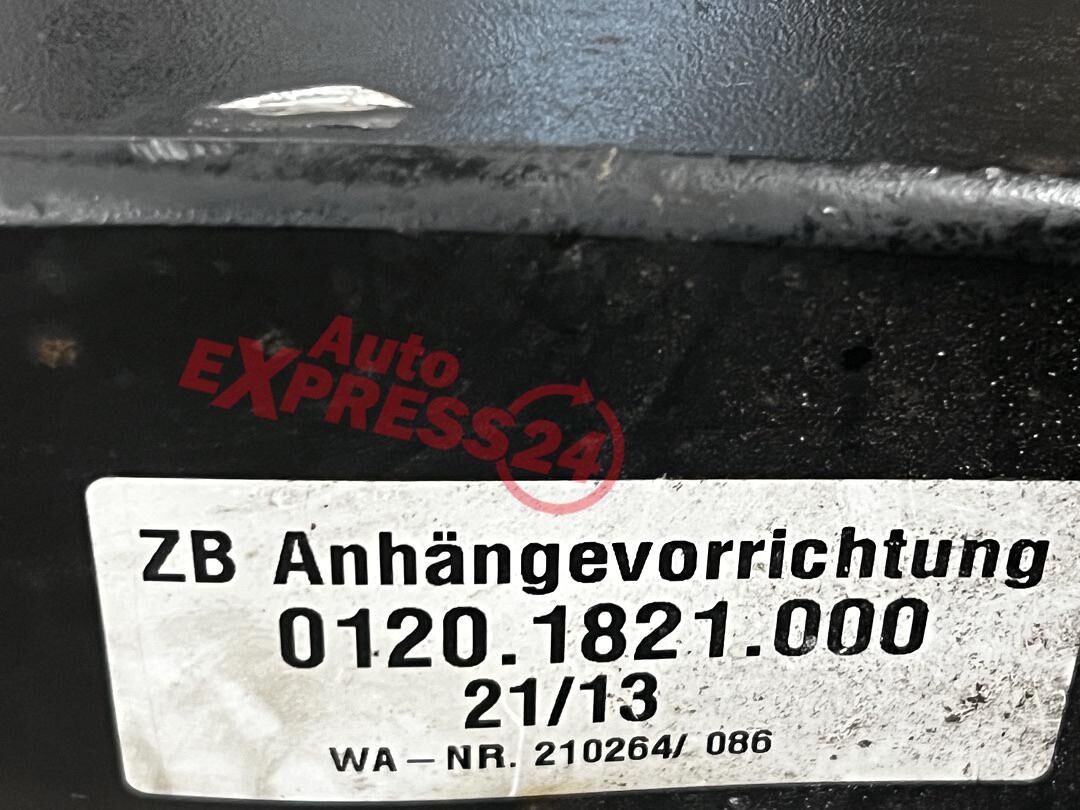 Auto
EXPRESS24
ZB Anhängevorrichtung
0120.1821.000
21/13
WA-NR. 210264/ 086